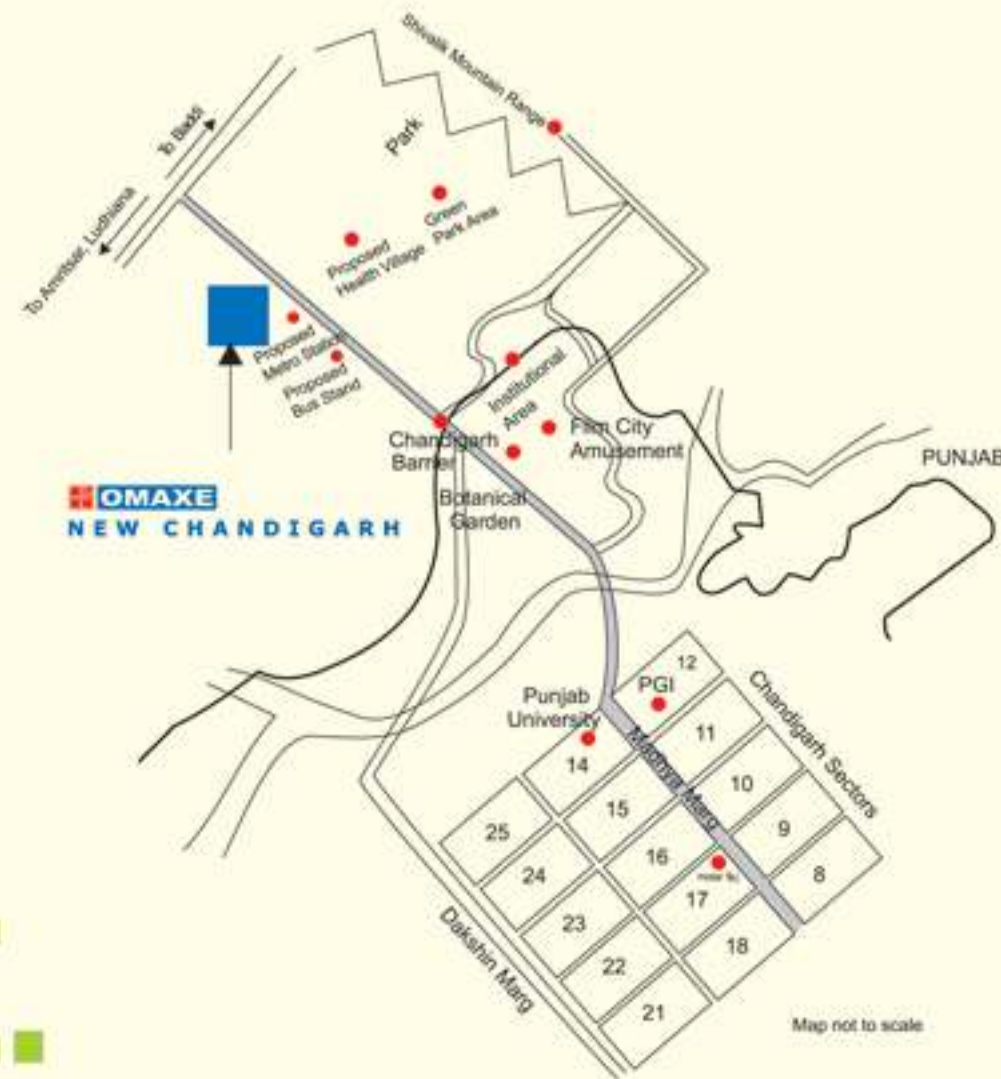 Shivalik Mountain Range
To Baddi
Park
To Amritsar, Ludhiana
Green
Park Area
Proposed
Health Village
Proposed
Metro Station
Proposed
Bus Stand
Institutional
Area
Film City
Amusement
Chandigarh
Barrier
Botanical
Garden
PUNJAB
OMAXE
NEW CHANDIGARH
12
PGI
Chandigarh Sectors
Punjab
University
11
14
Madhya Marg
10
15
9
25
16
8
24
17
23
18
22
21
Dakshin Marg
Map not to scale